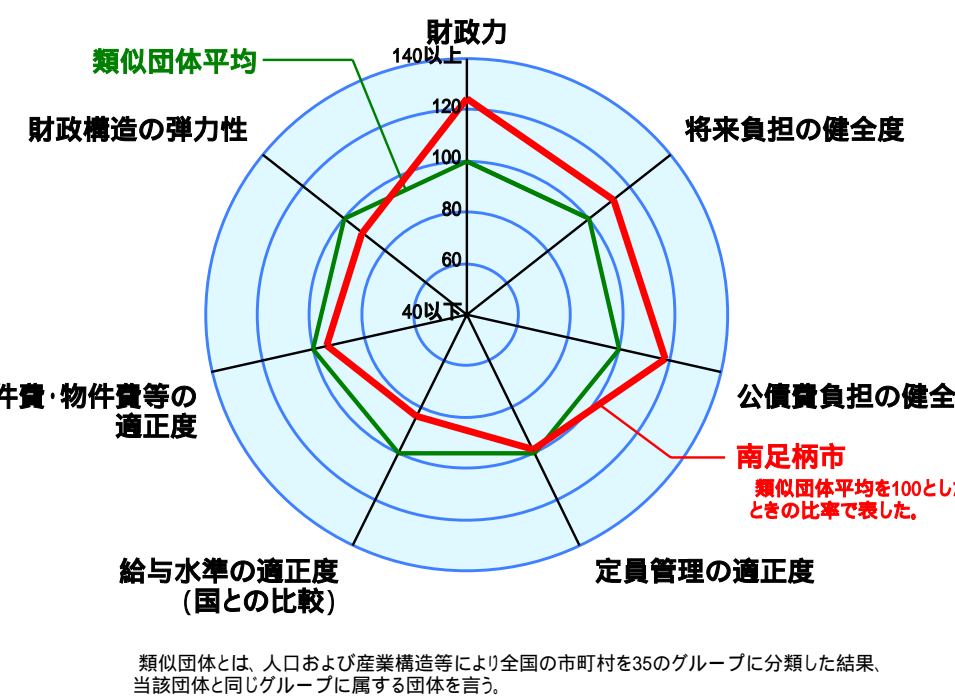 財政力
140以上
類似団体平均
120
財政構造の弾力性
将来負担の健全度
100
80
60
40以下
件費・物件費等の
適正度
公債費負担の健全
南足柄市
類似団体平均を100とした
ときの比率で表した。
給与水準の適正度
(国との比較)
定員管理の適正度
類似団体とは、人口および産業構造等により全国の市町村を35のグループに分類した結果、
当該団体と同じグループに属する団体を言う。